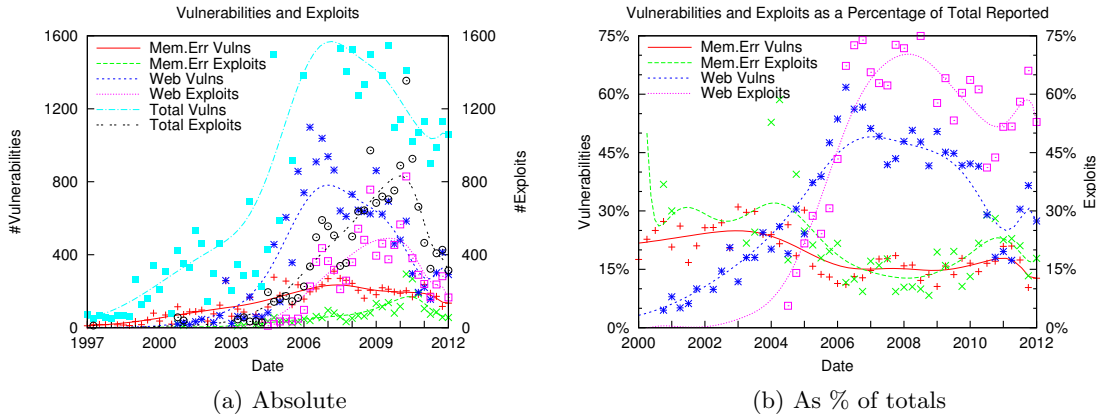 Vulnerabilities and Exploits
1600
1200
800
400
0
#Vulnerabilities
1600
1200
800
400
0
#Exploits
Mem.Err Vulns
Mem.Err Exploits
Web Vulns
Web Exploits
Total Vulns
Total Exploits
1997 2000 2003 2006 2009 2012
Date
(a) Absolute
Vulnerabilities and Exploits as a Percentage of Total Reported
75%
60%
45%
30%
15%
0%
Vulnerabilities
75%
60%
45%
30%
15%
0%
Exploits
Mem.Err Vulns
Mem.Err Exploits
Web Vulns
Web Exploits
2000 2002 2004 2006 2008 2010 2012
Date
(b) As % of totals